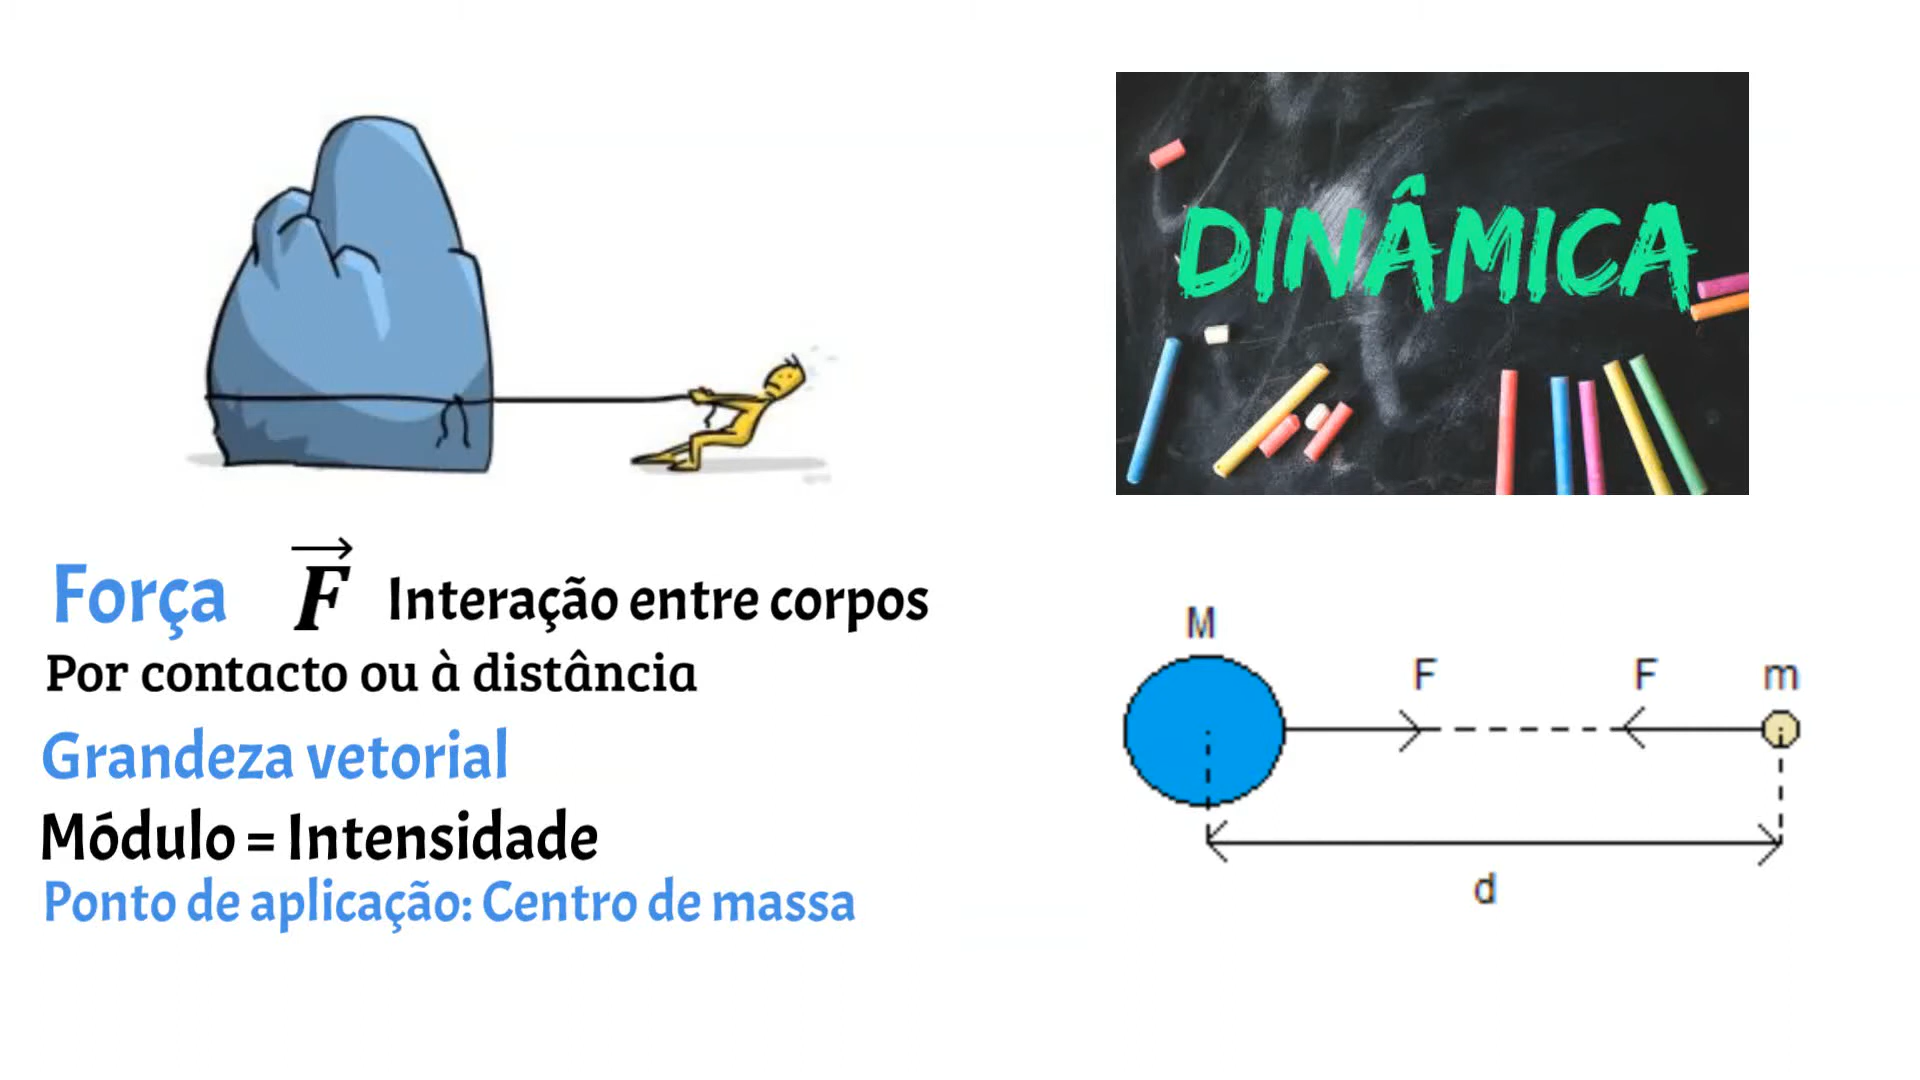 DINÂMICA
Força F Interação entre corpos
Por contacto ou à distância
Grandeza vetorial
Módulo = Intensidade
Ponto de aplicação: Centro de massa
M
F F m
d